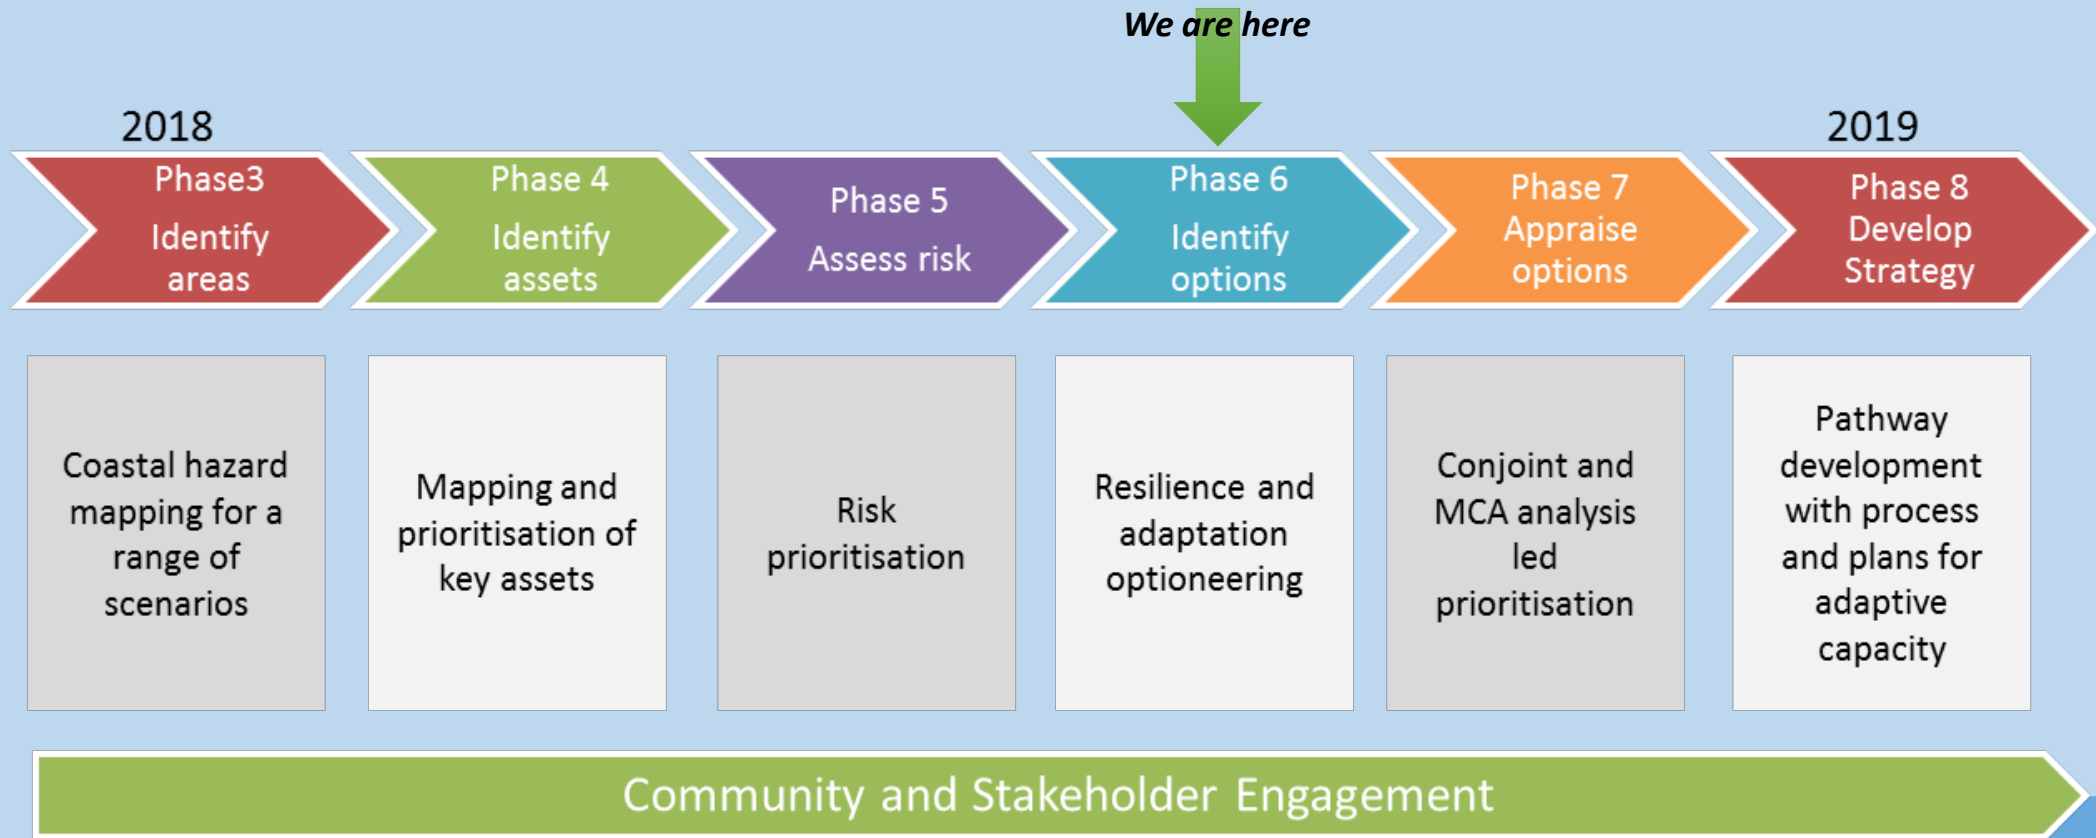 We are here
2018
2019
Phase3
Identify
areas
Phase 4
Identify
assets
Phase 5
Assess risk
Phase 6
Identify
options
Phase 7
Appraise
options
Phase 8
Develop
Strategy
Coastal hazard
mapping for a
range of
scenarios
Mapping and
prioritisation of
key assets
Risk
prioritisation
Resilience and
adaptation
optioneering
Conjoint and
MCA analysis
led
prioritisation
Pathway
development
with process
and plans for
adaptive
capacity
Community and Stakeholder Engagement